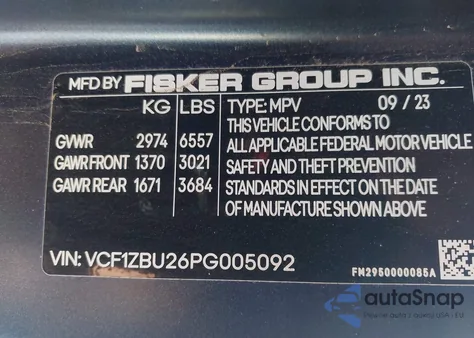 MFD BY FISKER GROUP INC.
KG LBS TYPE: MPV 09 / 23
GVWR 2974 6557 THIS VEHICLE CONFORMS TO ALL APPLICABLE FEDERAL MOTOR VEHICLE
GAWR FRONT 1370 3021 SAFETY AND THEFT PREVENTION
GAWR REAR 1671 3684 STANDARDS IN EFFECT ON THE DATE
OF MANUFACTURE SHOWN ABOVE
VIN: VCF1ZBU26PG005092
FM2950000085A
autoSnap